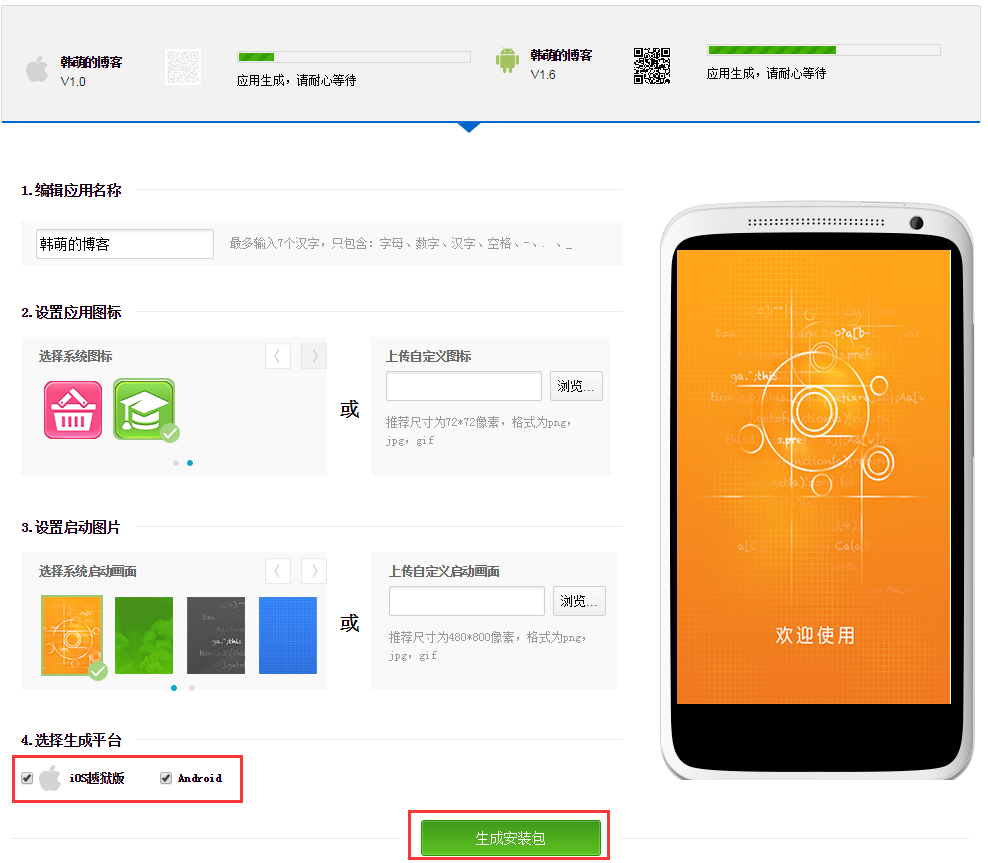 韩萌的博客
V1.0
应用生成，请耐心等待
韩萌的博客
V1.6
应用生成，请耐心等待
1.编辑应用名称
韩萌的博客
最多输入7个汉字，只包含：字母、数字、汉字、空格、-、.、_
2.设置应用图标
选择系统图标
或
上传自定义图标
浏览...
推荐尺寸为72*72像素，格式为png，
jpg，gif
3.设置启动图片
选择系统启动画面
或
上传自定义启动画面
浏览...
推荐尺寸为480*800像素，格式为png，
jpg，gif
ga.";this
欢迎使用
4.选择生成平台
iOS越狱版
Android
生成安装包